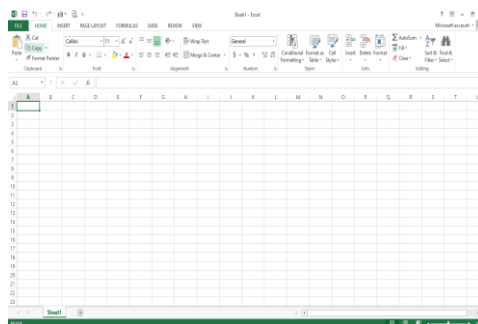 Book1 - Excel
FILE HOME INSERT PAGE LAYOUT FORMULAS DATA REVIEW VIEW Microsoft account
Cut Calibri 11 Wrap Text General AutoSum
Paste Copy Merge & Center Conditional Format as Cell Insert Delete Format Fill Sort & Find &
Format Painter Formatting Table Styles Clear Filter Select
Clipboard Font Alignment Number Styles Cells Editing
A1
A B C D E F G H I J K L M N O P Q R S T
1
2
3
4
5
6
7
8
9
10
11
12
13
14
15
16
17
18
19
20
21
22
23
Sheet1